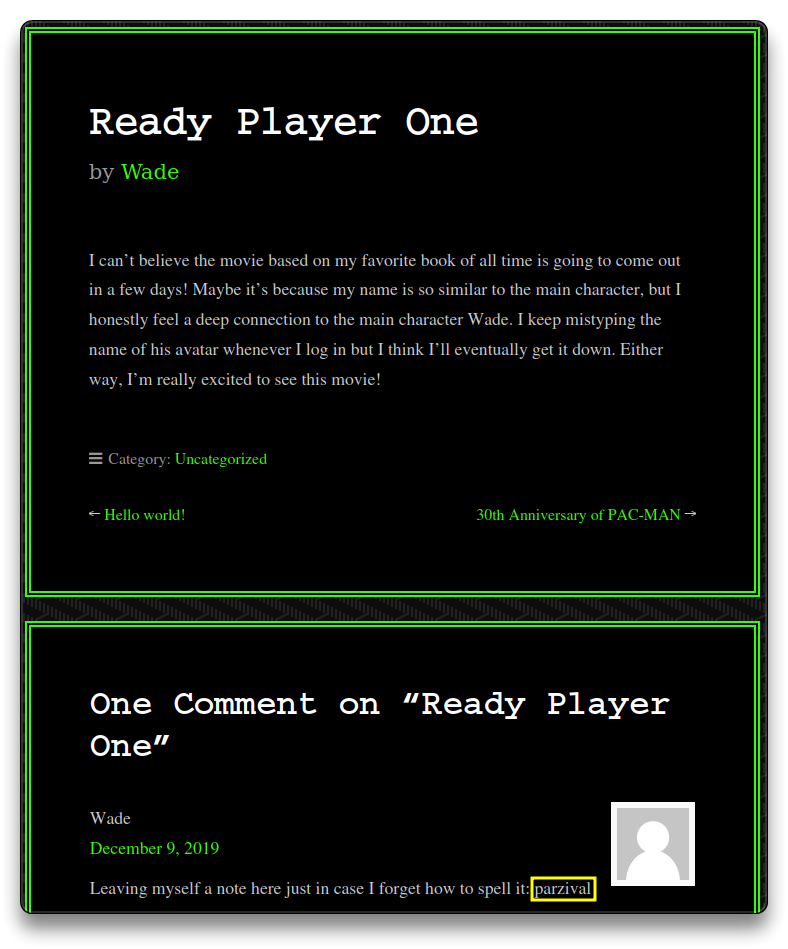 Ready Player One
by Wade
I can’t believe the movie based on my favorite book of all time is going to come out
in a few days! Maybe it’s because my name is so similar to the main character, but I
honestly feel a deep connection to the main character Wade. I keep mistyping the
name of his avatar whenever I log in but I think I’ll eventually get it down. Either
way, I’m really excited to see this movie!
Category: Uncategorized
← Hello world!
30th Anniversary of PAC-MAN →
One Comment on “Ready Player
One”
Wade
December 9, 2019
Leaving myself a note here just in case I forget how to spell it: parzival